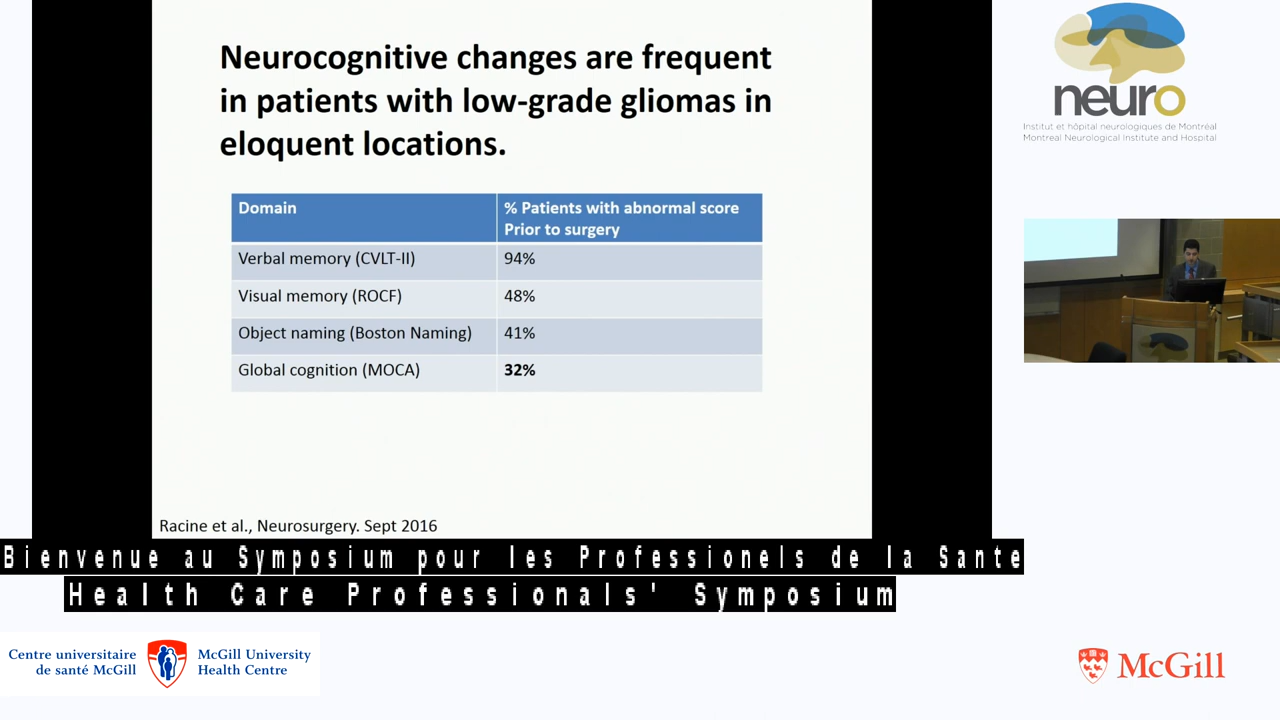 Neurocognitive changes are frequent
in patients with low-grade gliomas in
eloquent locations.
Domain
% Patients with abnormal score
Prior to surgery
Verbal memory (CVLT-II)
94%
Visual memory (ROCF)
48%
Object naming (Boston Naming)
41%
Global cognition (MOCA)
32%
Racine et al., Neurosurgery. Sept 2016
neuro
Institut et hôpital neurologiques de Montréal
Montreal Neurological Institute and Hospital
Bienvenue au Symposium pour les Professionels de la Sante
Health Care Professionals' Symposium
Centre universitaire
de santé McGill
McGill University
Health Centre
McGill